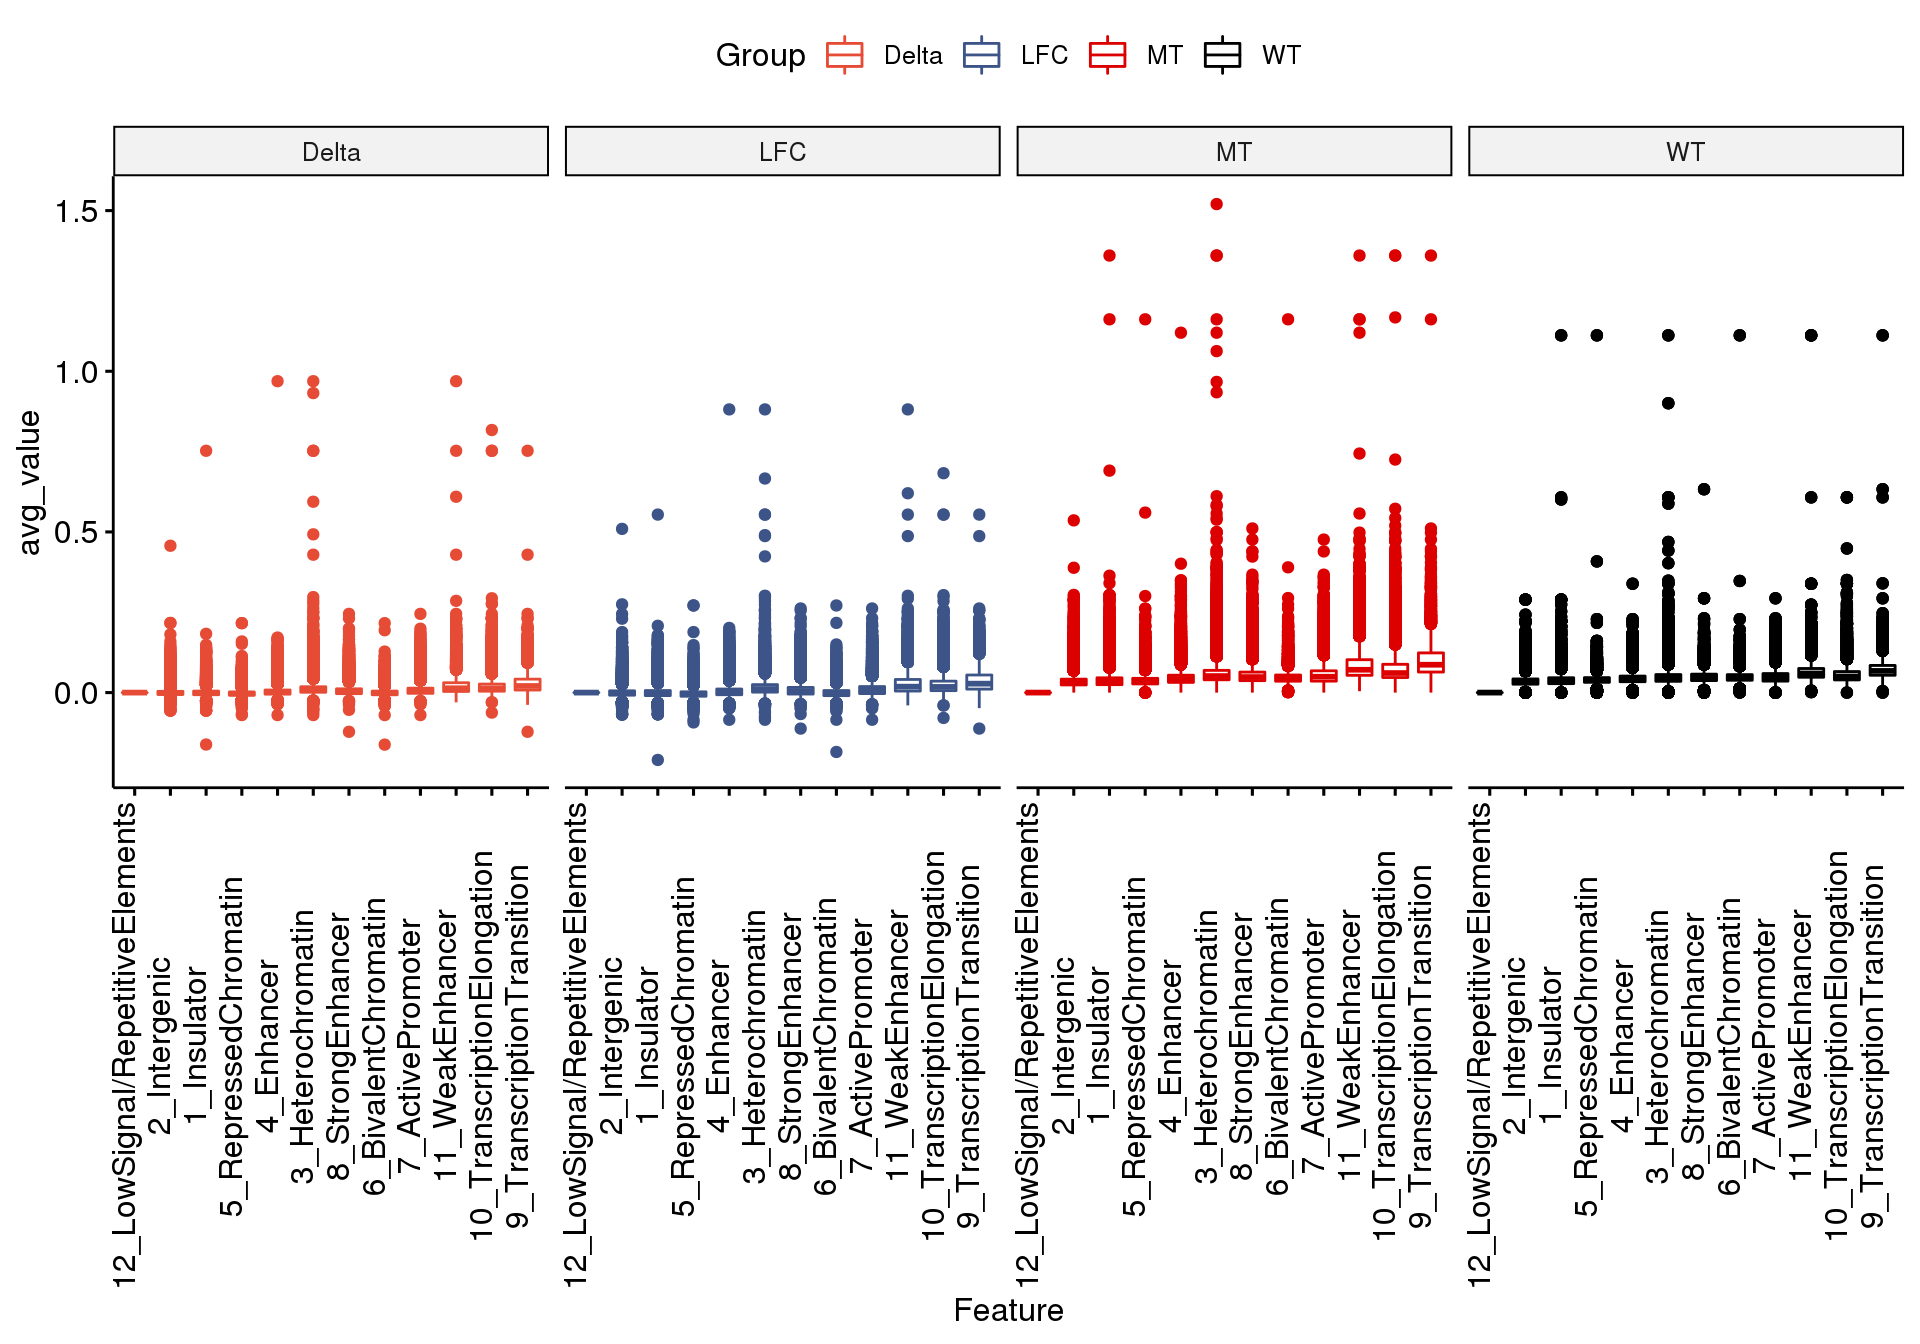 Group Delta LFC MT WT
Delta LFC MT WT
1.5
1.0
0.5
0.0
avg_value
12_LowSignal/RepetitiveElements
2_Intergenic
1_Insulator
5_RepressedChromatin
4_Enhancer
3_Heterochromatin
8_StrongEnhancer
6_BivalentChromatin
7_ActivePromoter
11_WeakEnhancer
10_TranscriptionElongation
9_TranscriptionTransition
12_LowSignal/RepetitiveElements
2_Intergenic
1_Insulator
5_RepressedChromatin
4_Enhancer
3_Heterochromatin
8_StrongEnhancer
6_BivalentChromatin
7_ActivePromoter
11_WeakEnhancer
10_TranscriptionElongation
9_TranscriptionTransition
12_LowSignal/RepetitiveElements
2_Intergenic
1_Insulator
5_RepressedChromatin
4_Enhancer
3_Heterochromatin
8_StrongEnhancer
6_BivalentChromatin
7_ActivePromoter
11_WeakEnhancer
10_TranscriptionElongation
9_TranscriptionTransition
12_LowSignal/RepetitiveElements
2_Intergenic
1_Insulator
5_RepressedChromatin
4_Enhancer
3_Heterochromatin
8_StrongEnhancer
6_BivalentChromatin
7_ActivePromoter
11_WeakEnhancer
10_TranscriptionElongation
9_TranscriptionTransition
Feature